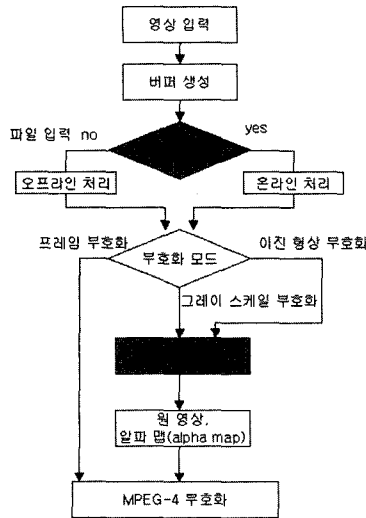 영상 입력
버퍼 생성
파일 입력 no
yes
오프라인 처리
온라인 처리
프레임 부호화
부호화 모드
이진 형상 부호화
그레이 스케일 부호화
원 영상,
알파 맵(alpha map)
MPEG-4 부호화